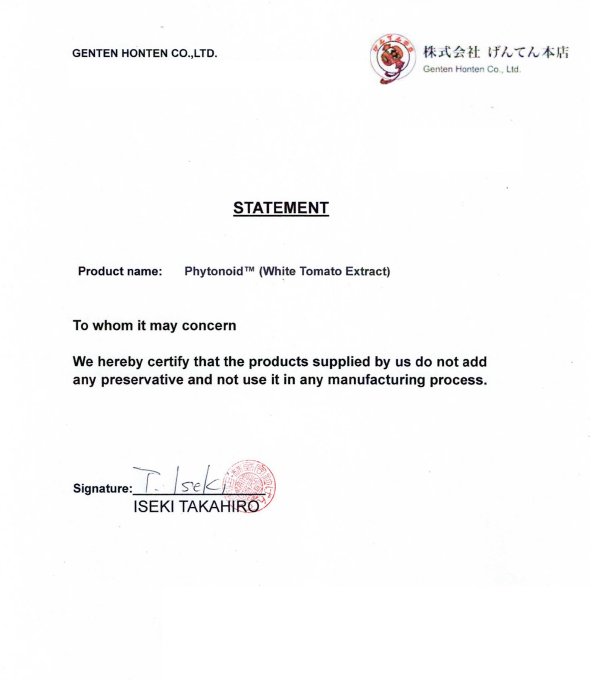 GENTEN HONTEN CO.,LTD.
株式会社 げんてん本店
Genten Honten Co., Ltd.
STATEMENT
Product name: Phytonoid™ (White Tomato Extract)
To whom it may concern
We hereby certify that the products supplied by us do not add
any preservative and not use it in any manufacturing process.
Signature: T. Iseki
ISEKI TAKAHIRO